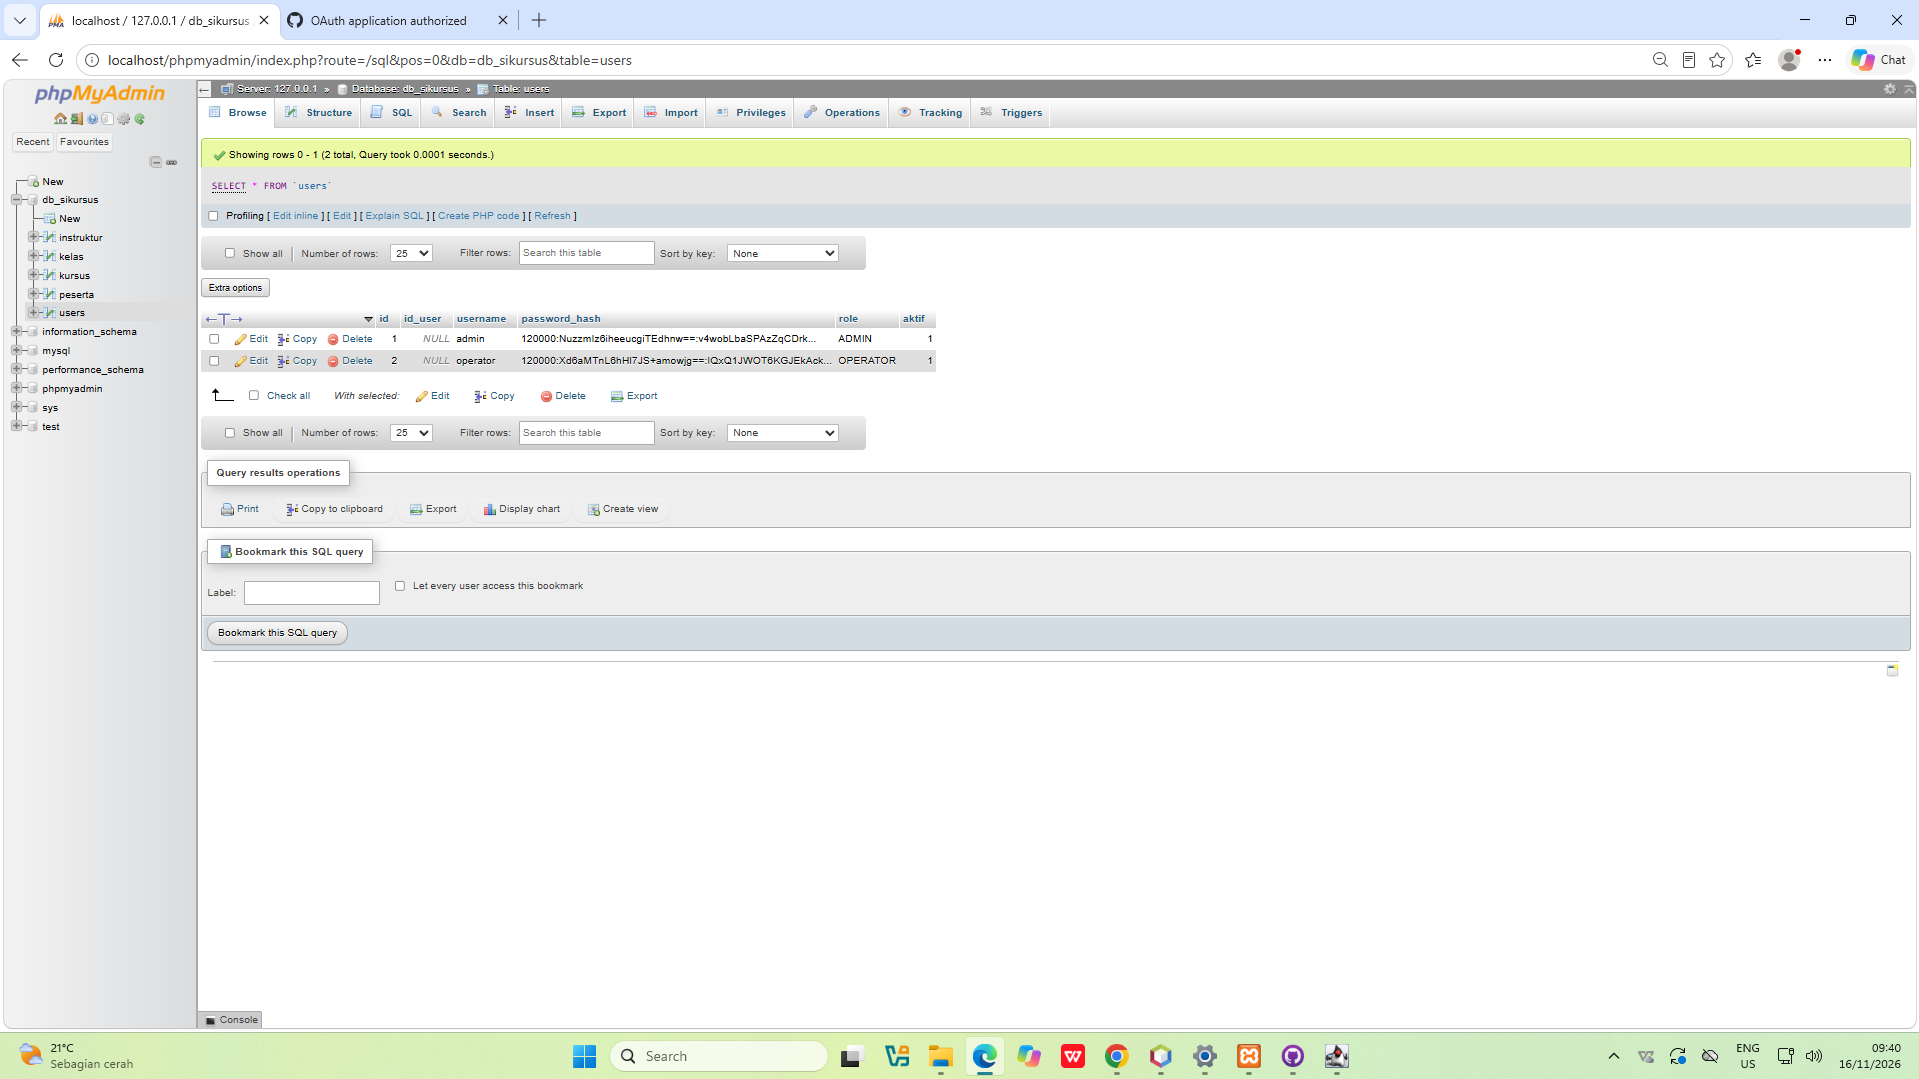 localhost / 127.0.0.1 / db_sikursus
OAuth application authorized
localhost/phpmyadmin/index.php?route=/sql&pos=0&db=db_sikursus&table=users
Chat
phpMyAdmin
Recent
Favourites
New
db_sikursus
New
instruktur
kelas
kursus
peserta
users
information_schema
mysql
performance_schema
phpmyadmin
sys
test
Server: 127.0.0.1 » Database: db_sikursus » Table: users
Browse Structure SQL Search Insert Export Import Privileges Operations Tracking Triggers
Showing rows 0 - 1 (2 total, Query took 0.0001 seconds.)
SELECT * FROM `users`
Profiling [ Edit inline ] [ Edit ] [ Explain SQL ] [ Create PHP code ] [ Refresh ]
Show all Number of rows: 25 Filter rows: Search this table Sort by key: None
Extra options
id id_user username password_hash role aktif
Edit Copy Delete 1 NULL admin ADMIN 1
Edit Copy Delete 2 NULL operator OPERATOR 1
Check all With selected: Edit Copy Delete Export
Show all Number of rows: 25 Filter rows: Search this table Sort by key: None
Query results operations
Print Copy to clipboard Export Display chart Create view
Bookmark this SQL query
Label:
Let every user access this bookmark
Bookmark this SQL query
Console
21°C
Sebagian cerah
Search
ENG
US
09:40
16/11/2026